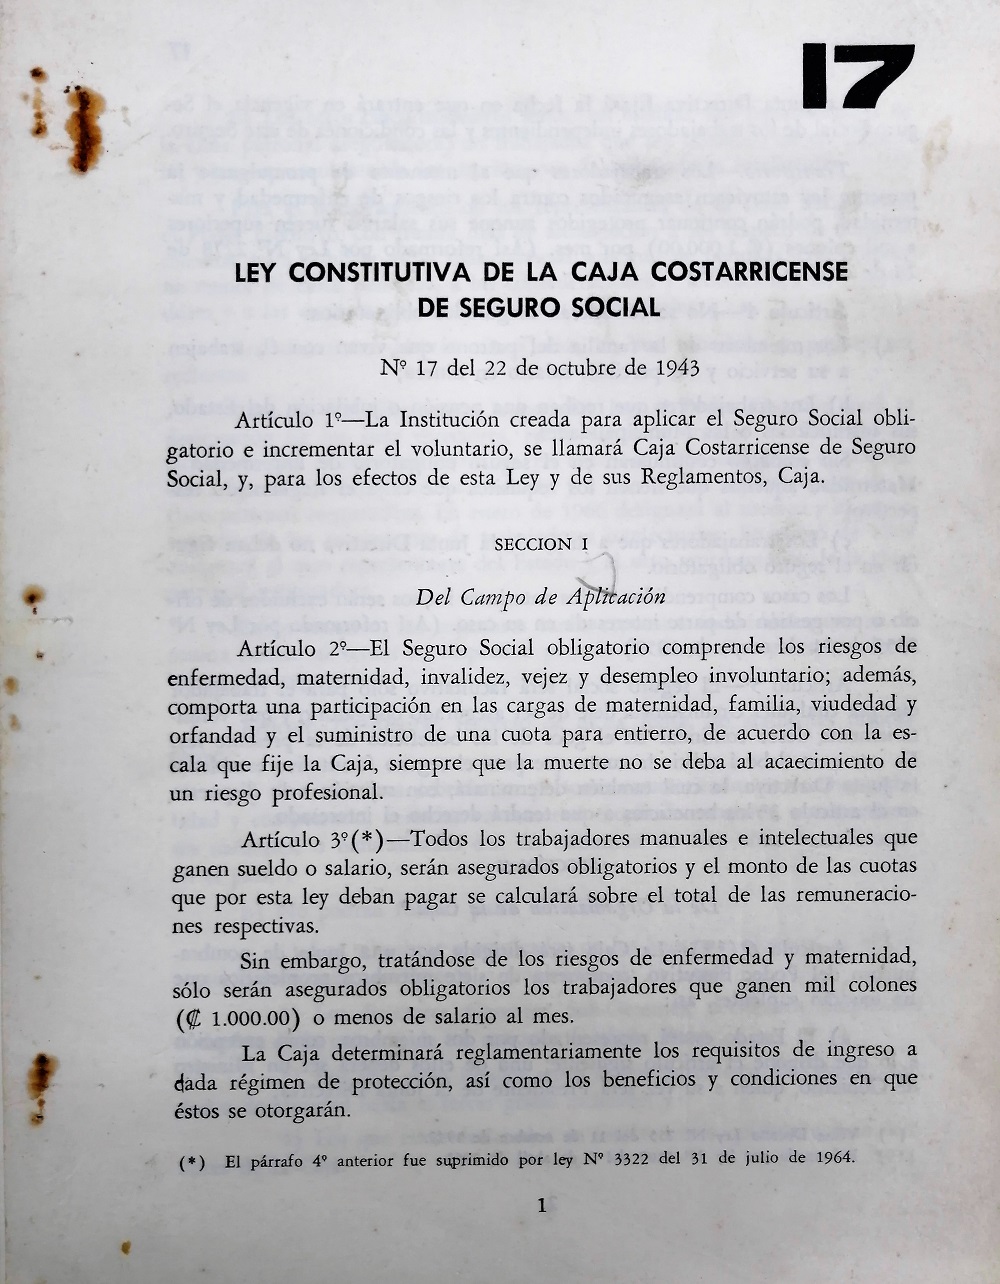 17
LEY CONSTITUTIVA DE LA CAJA COSTARRICENSE
DE SEGURO SOCIAL
Nº 17 del 22 de octubre de 1943
Artículo 1º—La Institución creada para aplicar el Seguro Social obli-
gatorio e incrementar el voluntario, se llamará Caja Costarricense de Seguro
Social, y, para los efectos de esta Ley y de sus Reglamentos, Caja.
SECCION I
Del Campo de Aplicación
Artículo 2º—El Seguro Social obligatorio comprende los riesgos de
enfermedad, maternidad, invalidez, vejez y desempleo involuntario; además,
comporta una participación en las cargas de maternidad, familia, viudedad y
orfandad y el suministro de una cuota para entierro, de acuerdo con la es-
cala que fije la Caja, siempre que la muerte no se deba al acaecimiento de
un riesgo profesional.
Artículo 3º(*)—Todos los trabajadores manuales e intelectuales que
ganen sueldo o salario, serán asegurados obligatorios y el monto de las cuotas
que por esta ley deban pagar se calculará sobre el total de las remuneracio-
nes respectivas.
Sin embargo, tratándose de los riesgos de enfermedad y maternidad,
sólo serán asegurados obligatorios los trabajadores que ganen mil colones
(₡ 1.000.00) o menos de salario al mes.
La Caja determinará reglamentariamente los requisitos de ingreso a
dada régimen de protección, así como los beneficios y condiciones en que
éstos se otorgarán.
(*) El párrafo 4º anterior fue suprimido por ley Nº 3322 del 31 de julio de 1964.
1